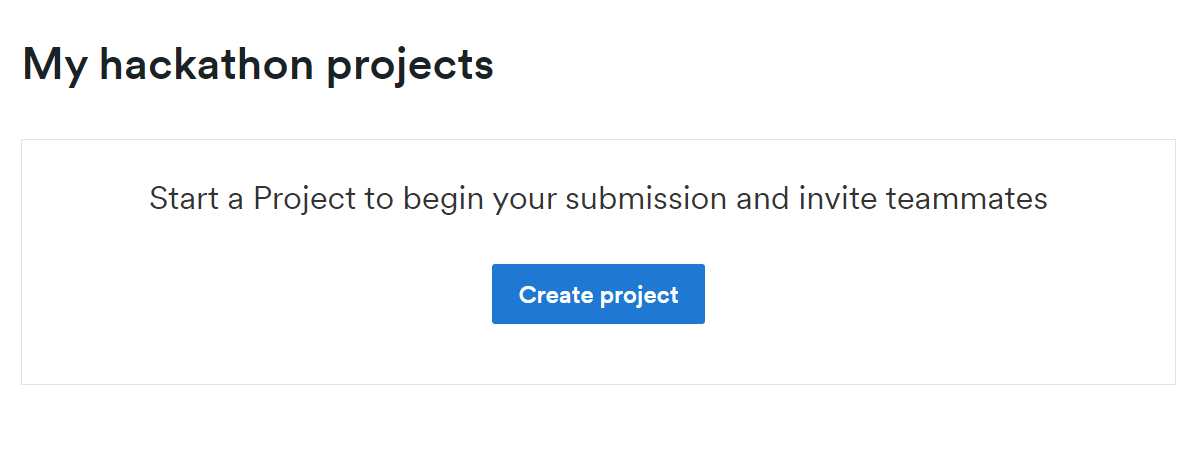 My hackathon projects
Start a Project to begin your submission and invite teammates
Create project